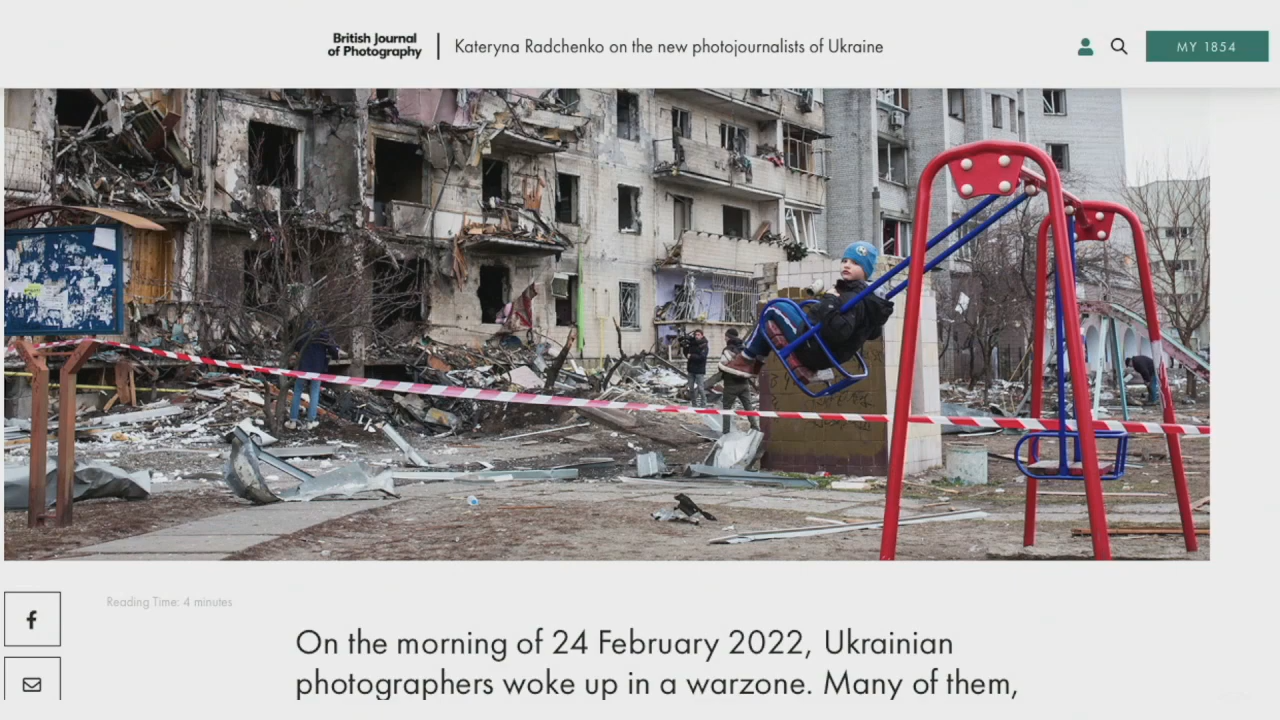 British Journal
of Photography
Kateryna Radchenko on the new photojournalists of Ukraine
MY 1854
Reading Time: 4 minutes
On the morning of 24 February 2022, Ukrainian
photographers woke up in a warzone. Many of them,